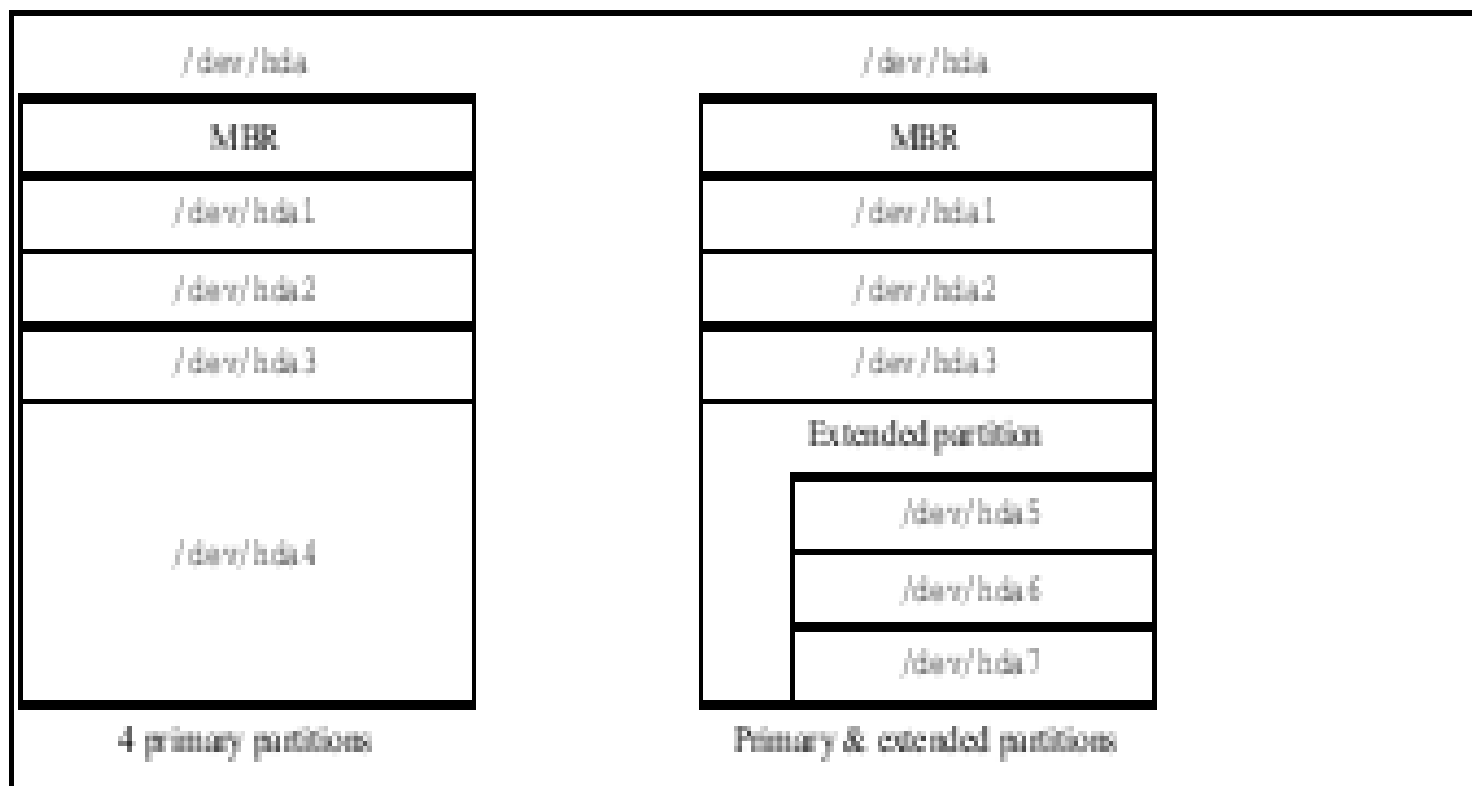 /dev/hda
MBR
/dev/hda1
/dev/hda2
/dev/hda3
/dev/hda4
4 primary partitions
/dev/hda
MBR
/dev/hda1
/dev/hda2
/dev/hda3
Extended partition
/dev/hda5
/dev/hda6
/dev/hda7
Primary & extended partitions